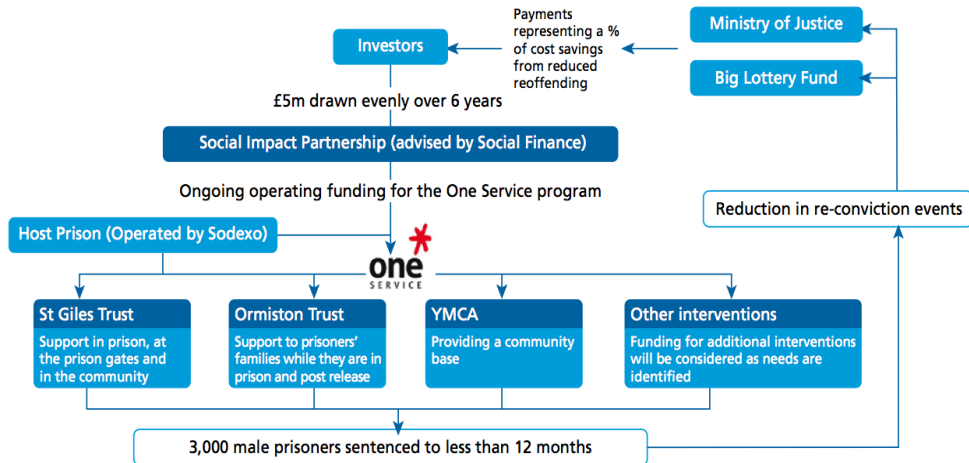 Investors
Payments
representing a %
of cost savings
from reduced
reoffending
Ministry of Justice
Big Lottery Fund
£5m drawn evenly over 6 years
Social Impact Partnership (advised by Social Finance)
Ongoing operating funding for the One Service program
Reduction in re-conviction events
Host Prison (Operated by Sodexo)
one
SERVICE
St Giles Trust
Support in prison, at
the prison gates and
in the community
Ormiston Trust
Support to prisoners’
families while they are in
prison and post release
YMCA
Providing a community
base
Other interventions
Funding for additional interventions
will be considered as needs are
identified
3,000 male prisoners sentenced to less than 12 months